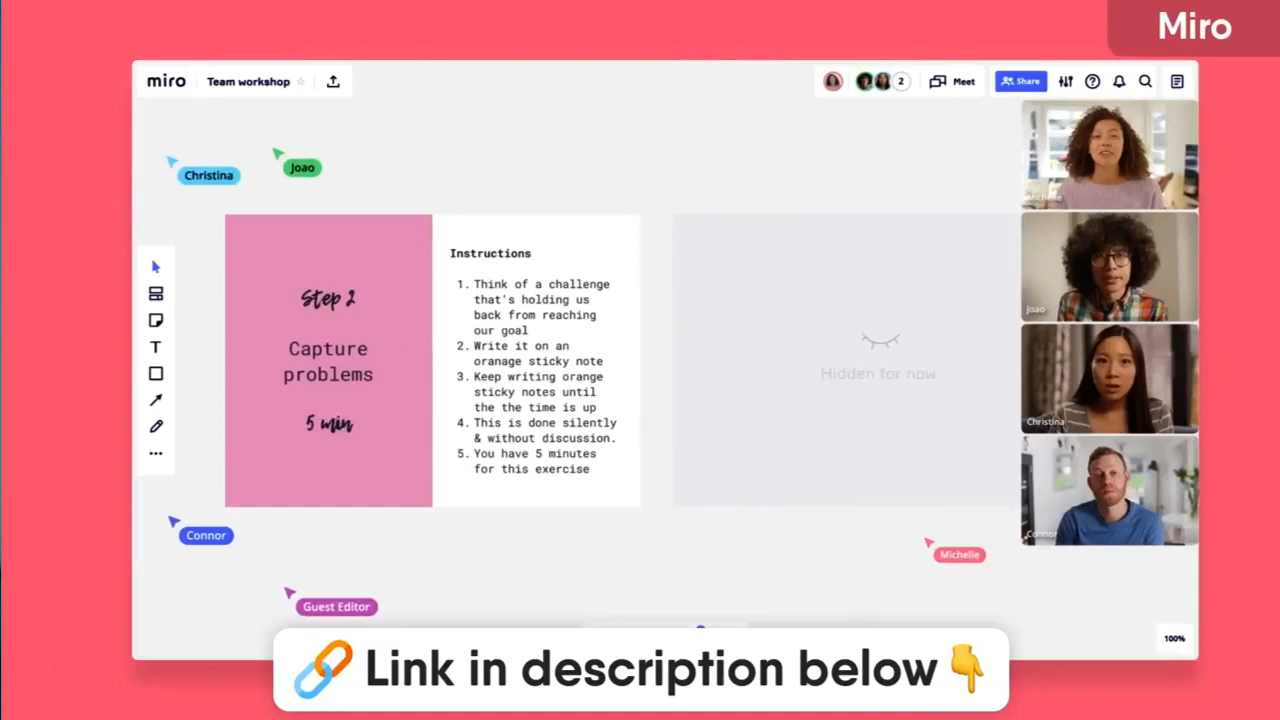 Miro
miro
Team workshop
2
Meet
Share
Christina
Joao
Michelle
Step 2
Capture
problems
5 min
Instructions
1. Think of a challenge
that's holding us
back from reaching
our goal
2. Write it on an
oranage sticky note
3. Keep writing orange
sticky notes until
the the time is up
4. This is done silently
& without discussion.
5. You have 5 minutes
for this exercise
Hidden for now
Joao
Christina
Connor
T
Connor
Michelle
Guest Editor
100%
Link in description below